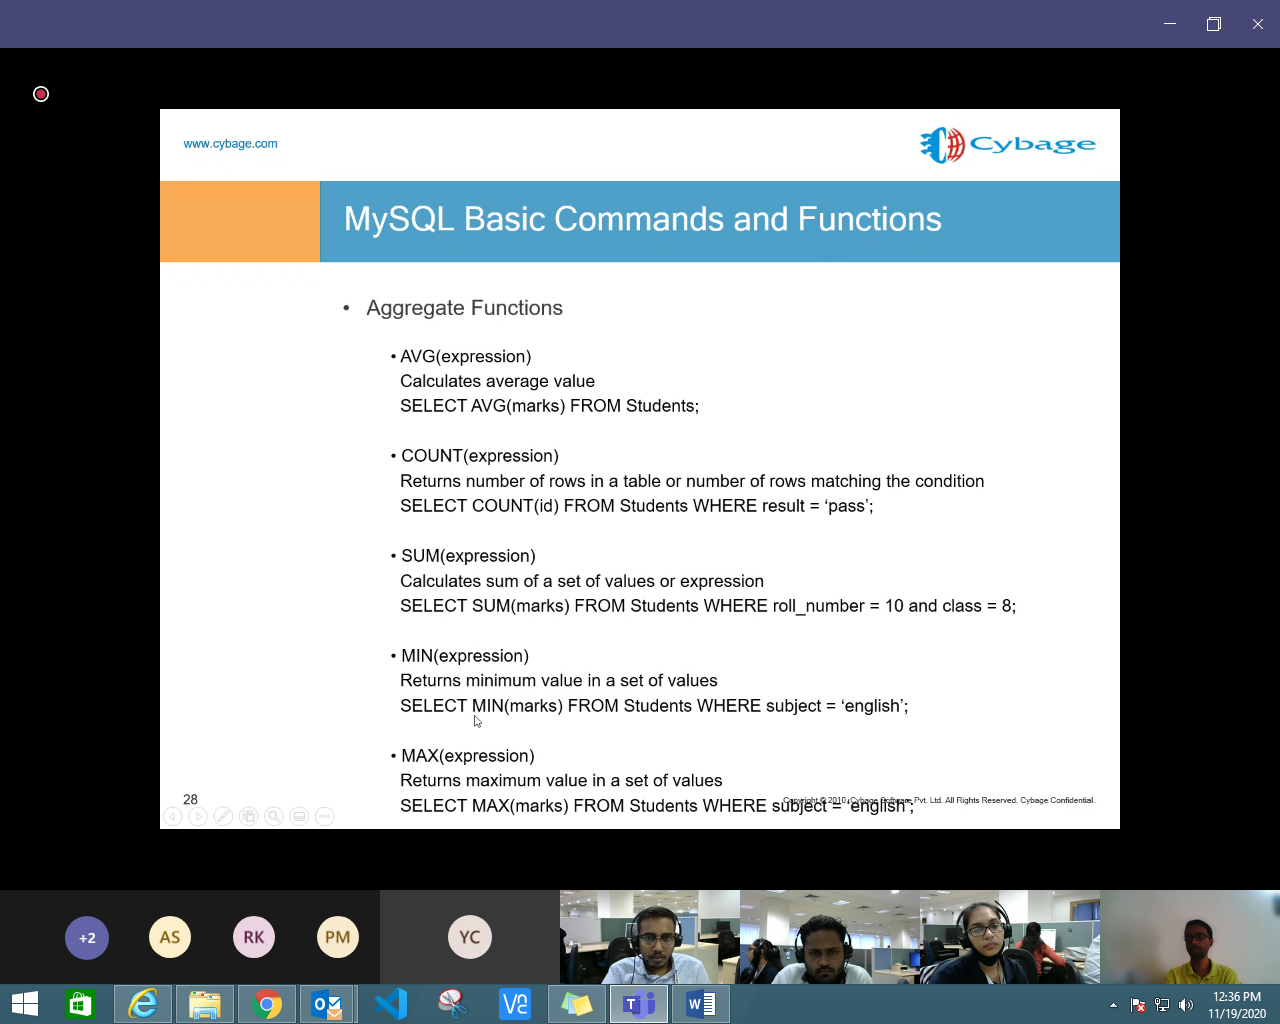 www.cybage.com
Cybage
MySQL Basic Commands and Functions
• Aggregate Functions
• AVG(expression)
Calculates average value
SELECT AVG(marks) FROM Students;
• COUNT(expression)
Returns number of rows in a table or number of rows matching the condition
SELECT COUNT(id) FROM Students WHERE result = ‘pass’;
• SUM(expression)
Calculates sum of a set of values or expression
SELECT SUM(marks) FROM Students WHERE roll_number = 10 and class = 8;
• MIN(expression)
Returns minimum value in a set of values
SELECT MIN(marks) FROM Students WHERE subject = ‘english’;
• MAX(expression)
Returns maximum value in a set of values
SELECT MAX(marks) FROM Students WHERE subject = ‘english’;
28
Copyright © 2010. Cybage Software Pvt. Ltd. All Rights Reserved. Cybage Confidential.
+2
AS
RK
PM
YC
12:36 PM
11/19/2020